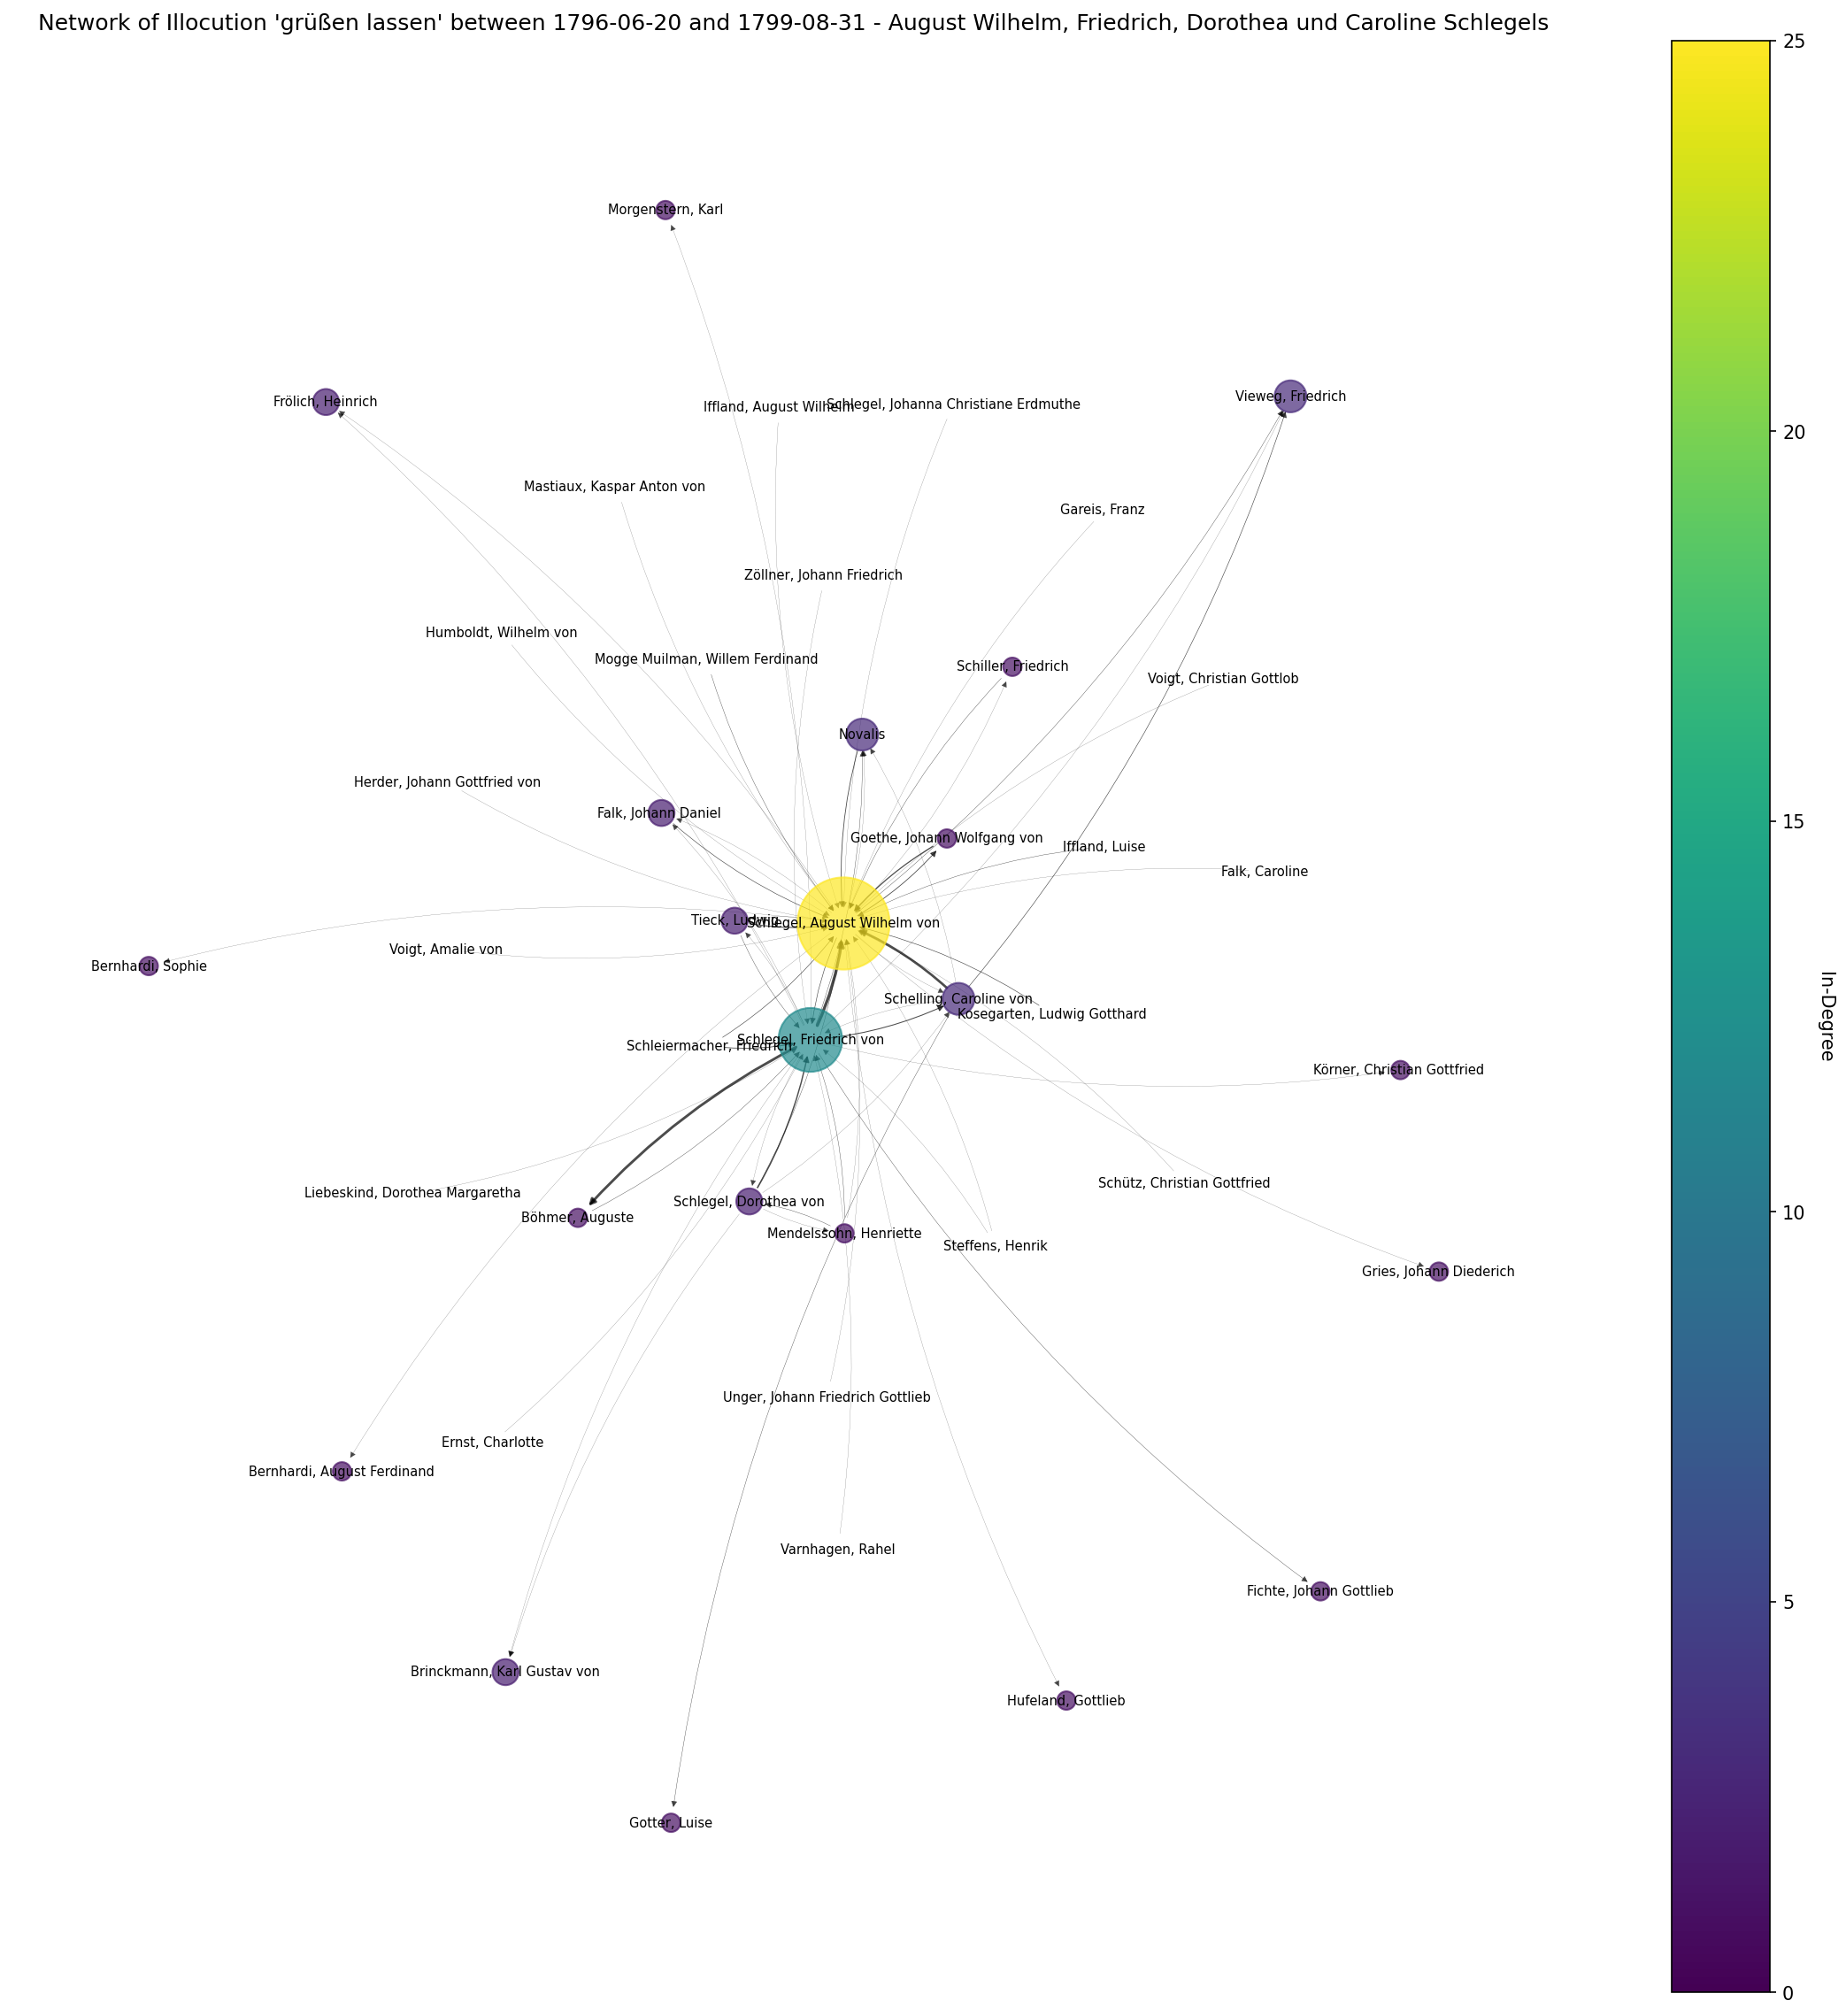 Network of Illocution 'grüßen lassen' between 1796-06-20 and 1799-08-31 - August Wilhelm, Friedrich, Dorothea und Caroline Schlegels
25
Morgenstern, Karl
Vieweg, Friedrich
Frölich, Heinrich
Schlegel, Johanna Christiane Erdmuthe
Iffland, August Wilhelm
20
Mastiaux, Kaspar Anton von
Gareis, Franz
Zöllner, Johann Friedrich
Humboldt, Wilhelm von
Mogge Muilman, Willem Ferdinand
Schiller, Friedrich
Voigt, Christian Gottlob
Novalis
Herder, Johann Gottfried von
Falk, Johann Daniel
15
Goethe, Johann Wolfgang von
Iffland, Luise
Falk, Caroline
Tieck, Ludwig
Schlegel, August Wilhelm von
Voigt, Amalie von
Bernhardi, Sophie
Schelling, Caroline von
Kosegarten, Ludwig Gotthard
In-Degree
Schlegel, Friedrich von
Schleiermacher, Friedrich
Körner, Christian Gottfried
Schütz, Christian Gottfried
Liebeskind, Dorothea Margaretha
Schlegel, Dorothea von
10
Böhmer, Auguste
Mendelssohn, Henriette
Steffens, Henrik
Gries, Johann Diederich
Unger, Johann Friedrich Gottlieb
Ernst, Charlotte
Bernhardi, August Ferdinand
Varnhagen, Rahel
Fichte, Johann Gottlieb
5
Brinckmann, Karl Gustav von
Hufeland, Gottlieb
Gotter, Luise
0